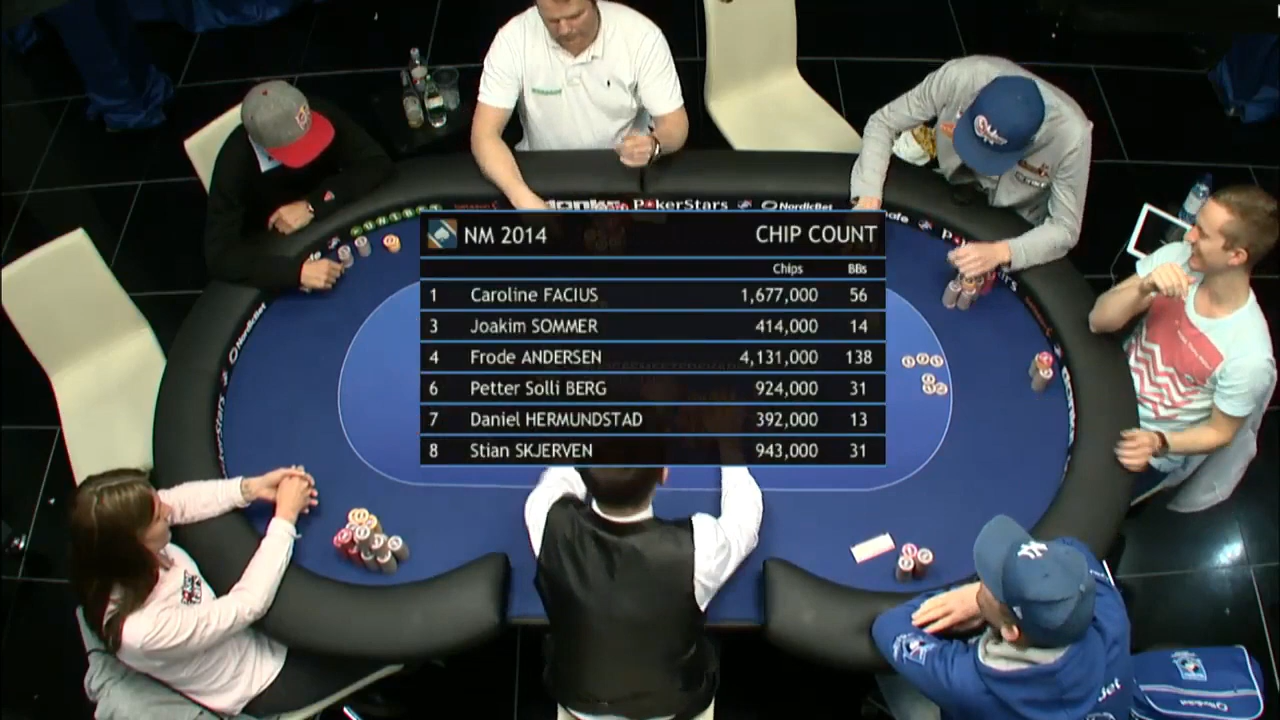 PokerStars NordicBet
NM 2014 CHIP COUNT
Chips BBs
1 Caroline FACIUS 1,677,000 56
3 Joakim SOMMER 414,000 14
4 Frode ANDERSEN 4,131,000 138
6 Petter Solli BERG 924,000 31
7 Daniel HERMUNDSTAD 392,000 13
8 Stian SKJERVEN 943,000 31
NordicBet